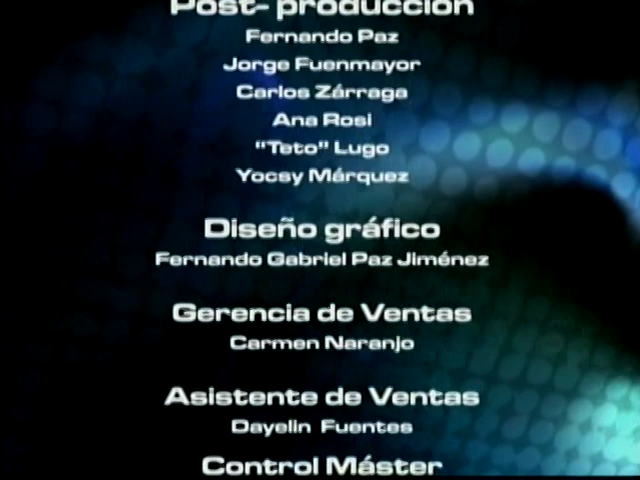 Post- producción
Fernando Paz
Jorge Fuenmayor
Carlos Zárraga
Ana Rosi
"Teto" Lugo
Yocsy Márquez
Diseño gráfico
Fernando Gabriel Paz Jiménez
Gerencia de Ventas
Carmen Naranjo
Asistente de Ventas
Dayelin Fuentes
Control Máster